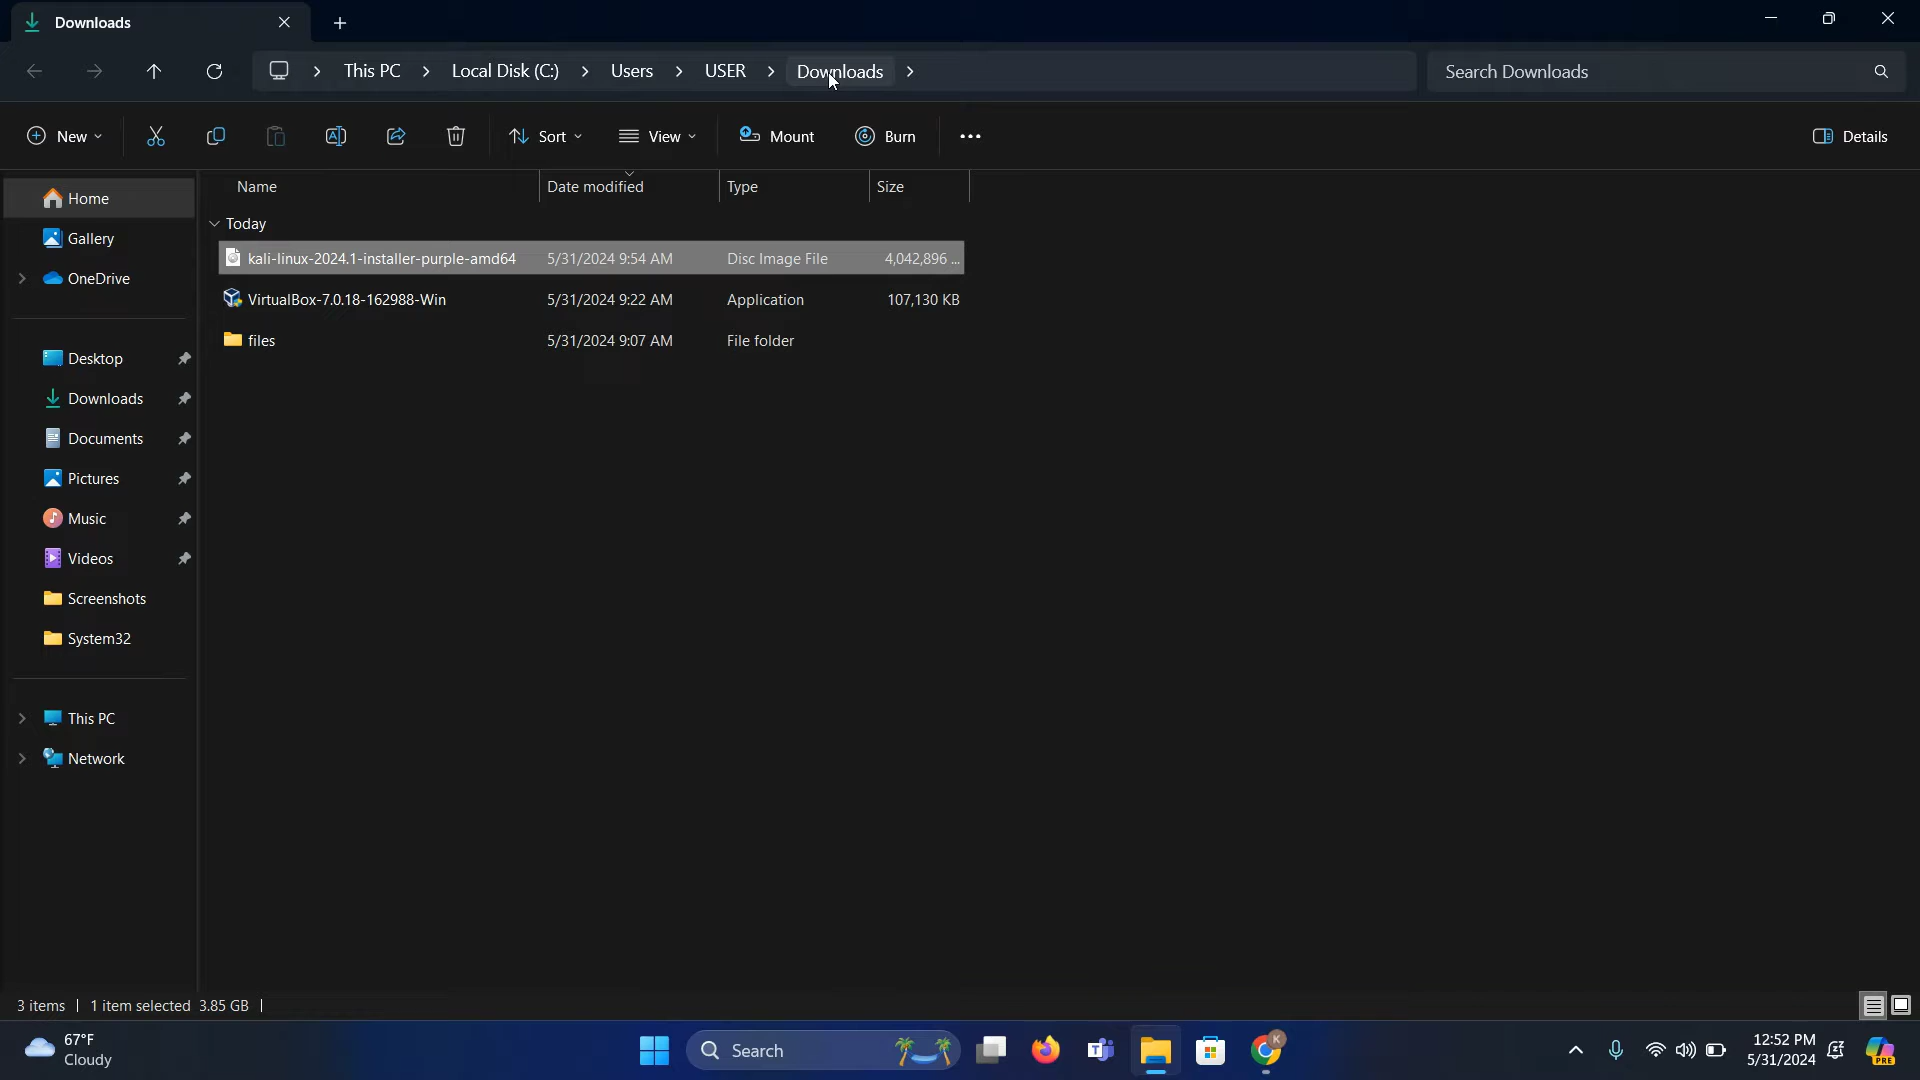 Downloads
This PC > Local Disk (C:) > Users > USER > Downloads >
Search Downloads
New
Sort
View
Mount
Burn
Details
Name Date modified Type Size
Today
kali-linux-2024.1-installer-purple-amd64 5/31/2024 9:54 AM Disc Image File 4,042,896 ...
VirtualBox-7.0.18-162988-Win 5/31/2024 9:22 AM Application 107,130 KB
files 5/31/2024 9:07 AM File folder
Home
Gallery
OneDrive
Desktop
Downloads
Documents
Pictures
Music
Videos
Screenshots
System32
This PC
Network
3 items 1 item selected 3.85 GB
67°F
Cloudy
Search
12:52 PM
5/31/2024
PRE